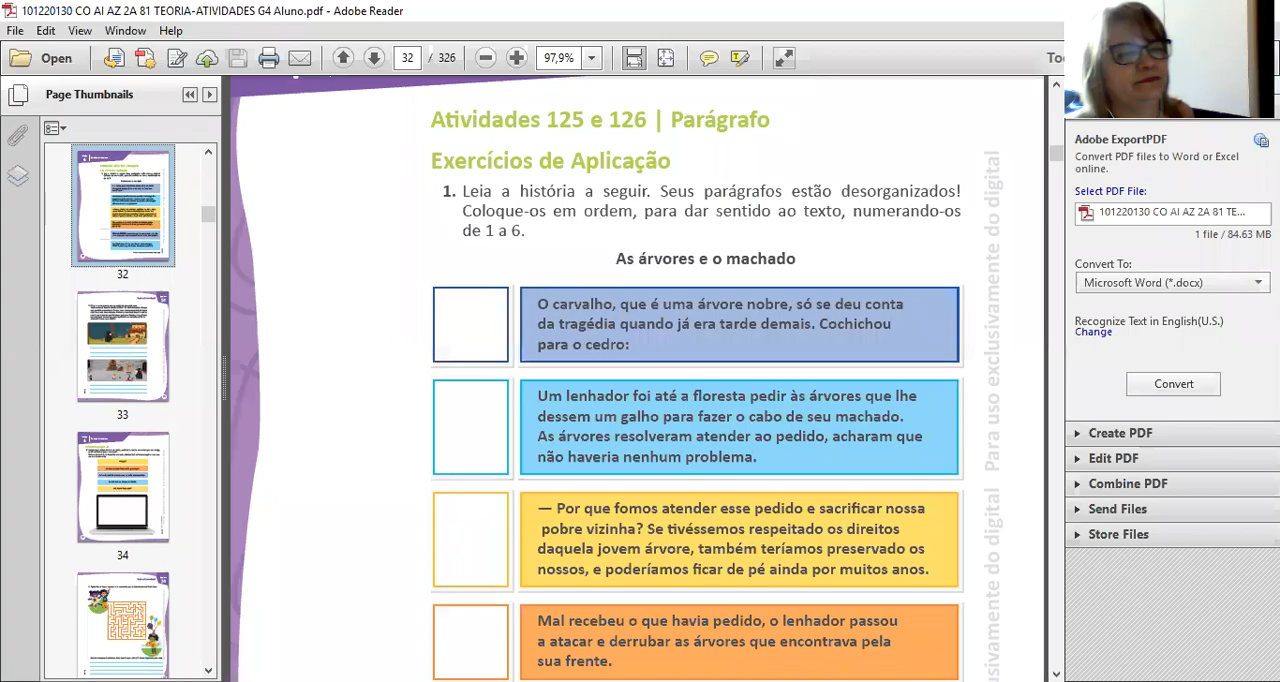 101220130 CO AI AZ 2A 81 TEORIA-ATIVIDADES G4 Aluno.pdf - Adobe Reader
File Edit View Window Help
Open 32 / 326 97,9%
Page Thumbnails
32
33
34
Atividades 125 e 126 | Parágrafo
Exercícios de Aplicação
1. Leia a história a seguir. Seus parágrafos estão desorganizados!
Coloque-os em ordem, para dar sentido ao texto, numerando-os
de 1 a 6.
As árvores e o machado
O carvalho, que é uma árvore nobre, só se deu conta
da tragédia quando já era tarde demais. Cochichou
para o cedro:
Um lenhador foi até a floresta pedir às árvores que lhe
dessem um galho para fazer o cabo de seu machado.
As árvores resolveram atender ao pedido, acharam que
não haveria nenhum problema.
— Por que fomos atender esse pedido e sacrificar nossa
pobre vizinha? Se tivéssemos respeitado os direitos
daquela jovem árvore, também teríamos preservado os
nossos, e poderíamos ficar de pé ainda por muitos anos.
Mal recebeu o que havia pedido, o lenhador passou
a atacar e derrubar as árvores que encontrava pela
sua frente.
Para uso exclusivamente do digital
usivamente do digital
Adobe ExportPDF
Convert PDF files to Word or Excel
online.
Select PDF File:
101220130 CO AI AZ 2A 81 TE...
1 file / 84.63 MB
Convert To:
Microsoft Word (*.docx)
Recognize Text in English(U.S.)
Change
Convert
Create PDF
Edit PDF
Combine PDF
Send Files
Store Files